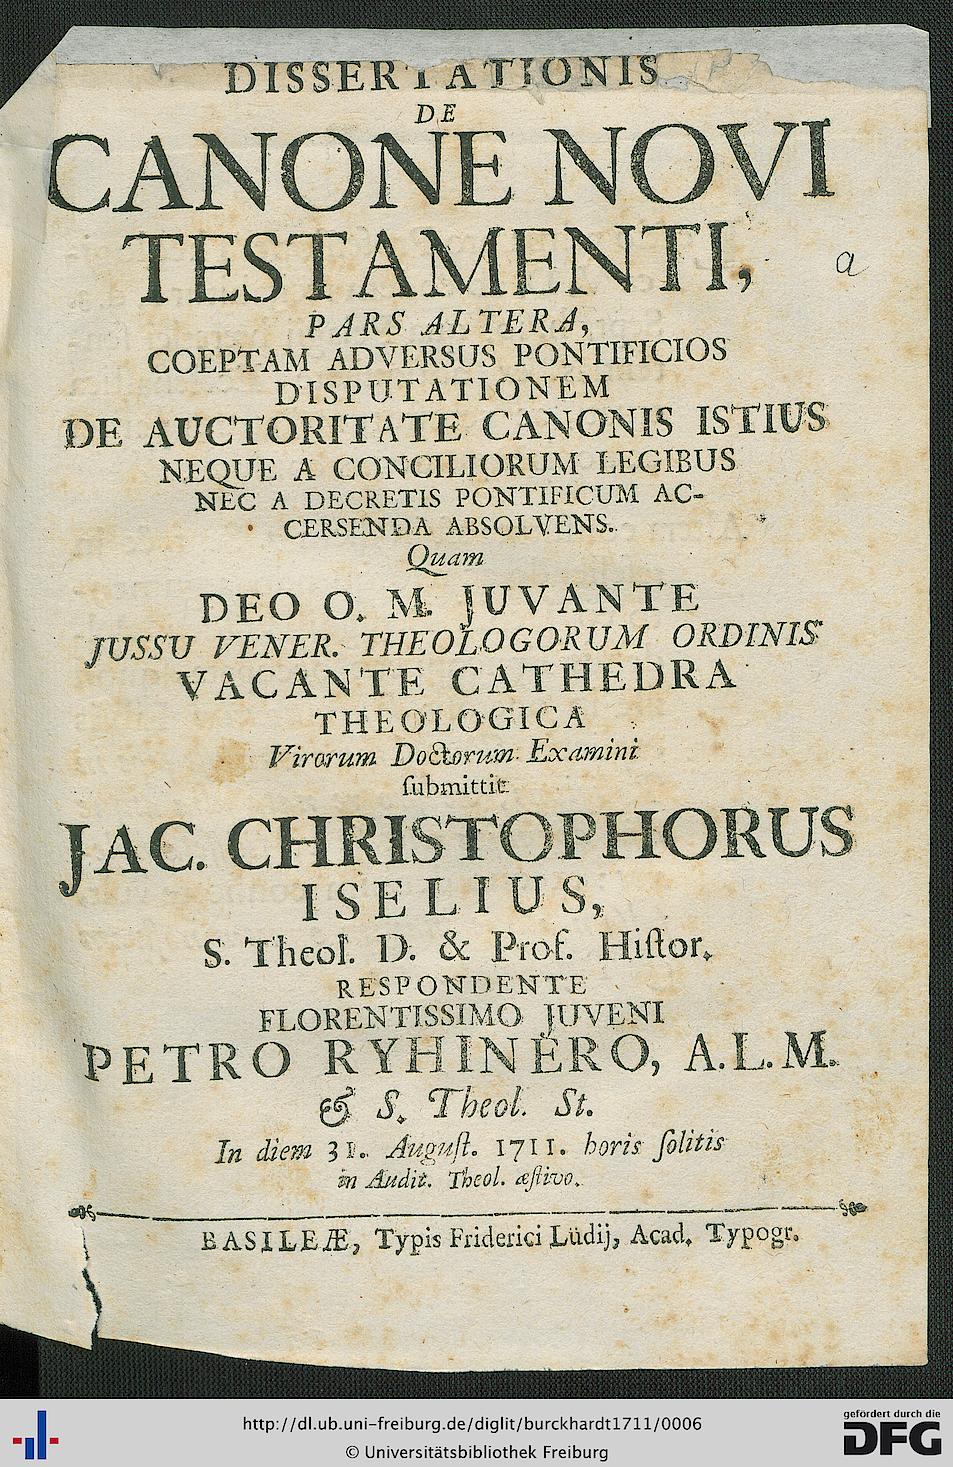 DISSERTATIONIS
DE
CANONE NOVI
TESTAMENTI,
a
PARS ALTERA,
COEPTAM ADVERSUS PONTIFICIOS
DISPUTATIONEM
DE AUCTORITATE CANONIS ISTIUS
NEQUE A CONCILIORUM LEGIBUS
NEC A DECRETIS PONTIFICUM AC-
CERSENDA ABSOLVENS.
Quam
DEO O. M. JUVANTE
JUSSU VENER. THEOLOGORUM ORDINIS
VACANTE CATHEDRA
THEOLOGICA
Virorum Doctorum Examini
ſubmittit
JAC. CHRISTOPHORUS
ISELIUS,
S. Theol. D. & Prof. Hiſtor.
RESPONDENTE
FLORENTISSIMO JUVENI
PETRO RYHINERO, A.L.M.
& S. Theol. St.
In diem 31. Auguſt. 1711. horis ſolitis
in Audit. Theol. æſtivo.
BASILEÆ, Typis Friderici Lüdij, Acad. Typogr.
http://dl.ub.uni-freiburg.de/diglit/burckhardt1711/0006
© Universitätsbibliothek Freiburg
gefördert durch die
DFG